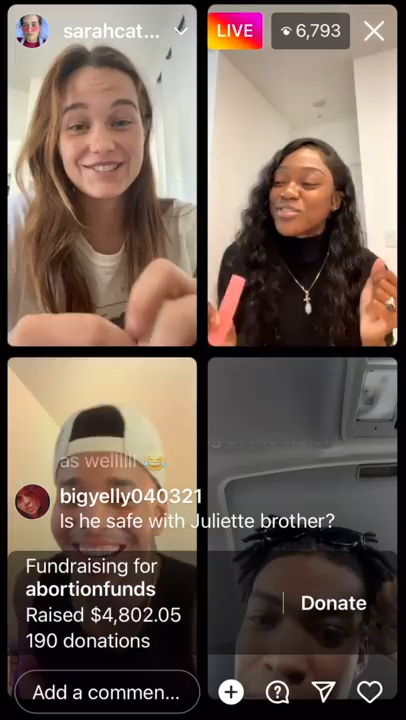 sarahcat...
LIVE
6,793
as wellllll 😂
bigyelly040321
Is he safe with Juliette brother?
Fundraising for
abortionfunds
Raised $4,802.05
190 donations
Donate
Add a commen...